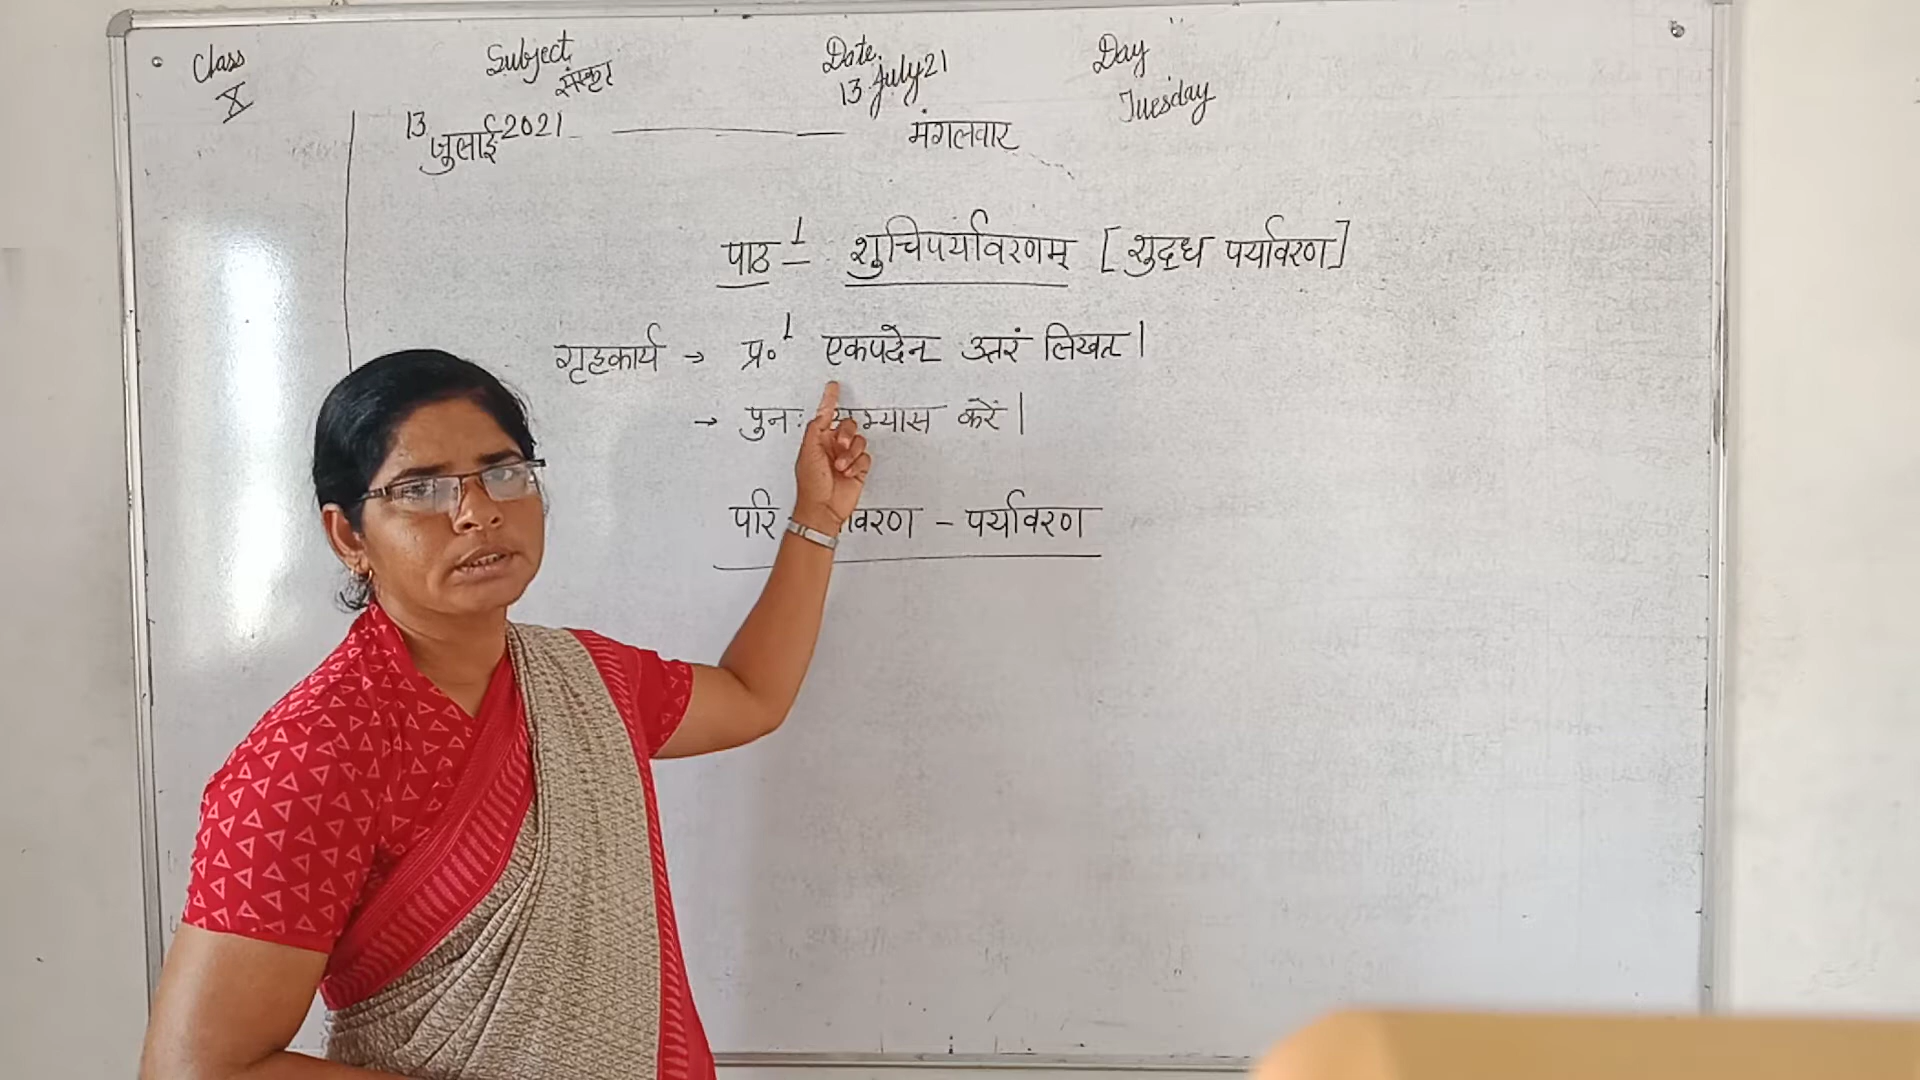 Class Subject Date. Day
X संस्कृत 13 July 21 Tuesday
13 जुलाई 2021 मंगलवार
पाठ 1 शुचिपर्यावरणम् [शुद्ध पर्यावरण]
गृहकार्य → प्र॰ 1 एकपदेन उत्तरं लिखत।
→ पुनः अभ्यास करें।
परि आवरण - पर्यावरण